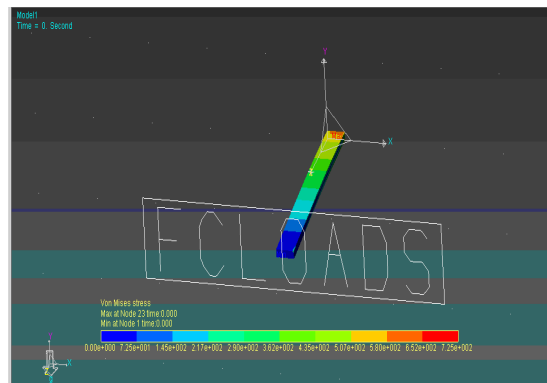 Model1
Time = 0. Second
Y
X
FCLOADS
Von Mises stress
Max at Node 23 time:0.000
Min at Node 1 time:0.000
0.00e+000 7.25e+001 1.45e+002 2.17e+002 2.90e+002 3.62e+002 4.35e+002 5.07e+002 5.80e+002 6.52e+002 7.25e+002
X